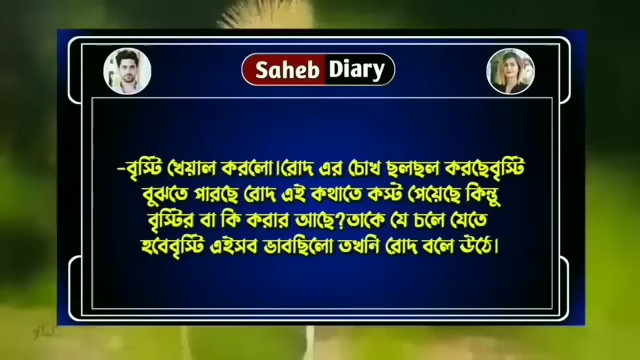 Saheb Diary
-বৃস্টি খেয়াল করলো।রোদ এর চোখ ছলছল করছেবৃস্টি
বুঝতে পারছে রোদ এই কথাতে কস্ট পেয়েছে কিন্তু
বৃস্টির বা কি করার আছে?তাকে যে চলে যেতে
হবেবৃস্টি এইসব ভাবছিলো তখনি রোদ বলে উঠে।